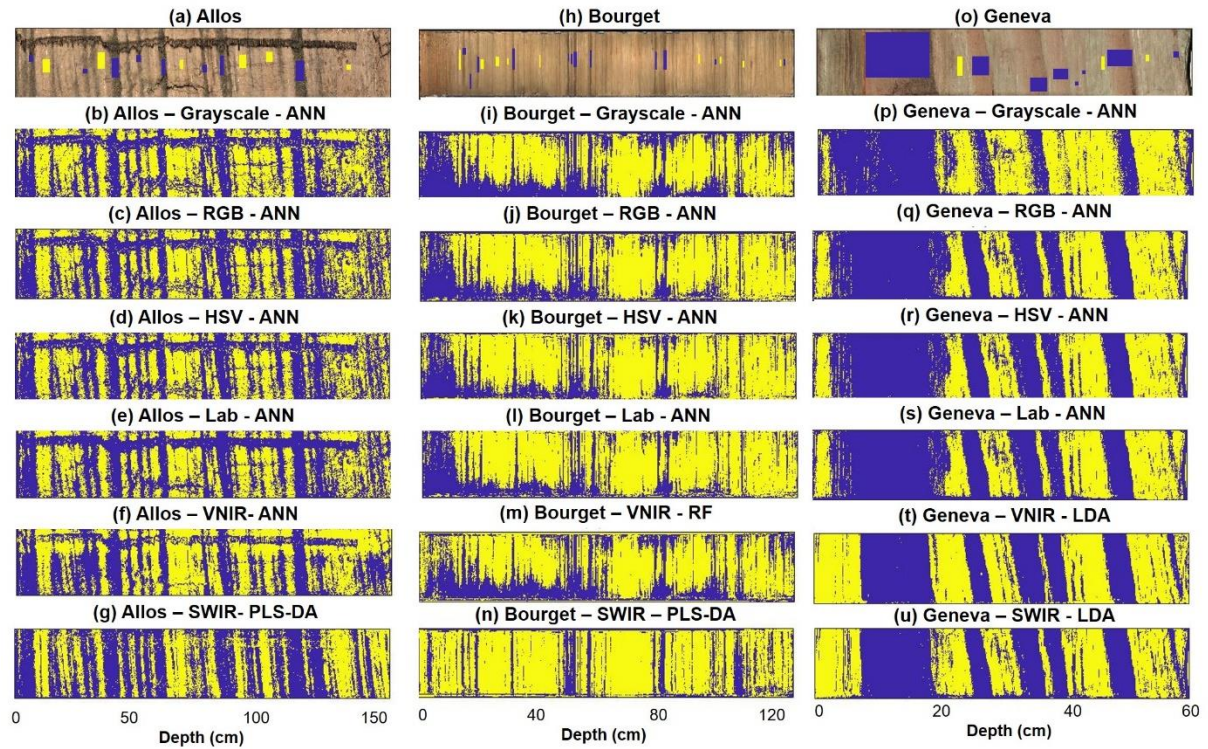 (a) Allos
(h) Bourget
(o) Geneva
(b) Allos – Grayscale - ANN
(i) Bourget – Grayscale - ANN
(p) Geneva – Grayscale - ANN
(c) Allos – RGB - ANN
(j) Bourget – RGB - ANN
(q) Geneva – RGB - ANN
(d) Allos – HSV - ANN
(k) Bourget – HSV - ANN
(r) Geneva – HSV - ANN
(e) Allos – Lab - ANN
(l) Bourget – Lab - ANN
(s) Geneva – Lab - ANN
(f) Allos – VNIR- ANN
(m) Bourget – VNIR - RF
(t) Geneva – VNIR - LDA
(g) Allos – SWIR- PLS-DA
(n) Bourget – SWIR – PLS-DA
(u) Geneva – SWIR - LDA
0 50 100 150
0 40 80 120
0 20 40 60
Depth (cm)
Depth (cm)
Depth (cm)